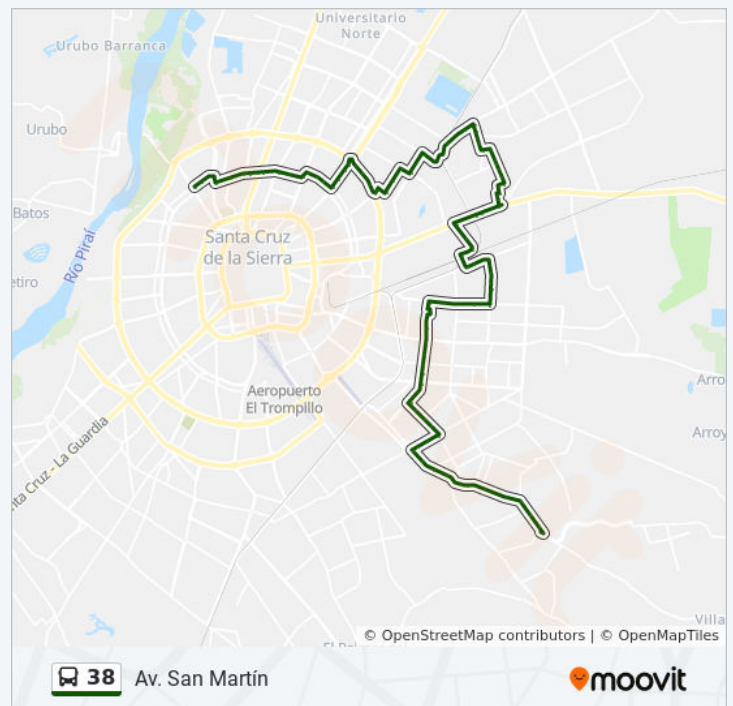 Universitario
Norte
Urubo Barranca
Urubo
Batos
etiro
Río Piraí
Santa Cruz
de la Sierra
Aeropuerto
El Trompillo
Arro
Arroy
nta Cruz - La Guardia
Villa
© OpenStreetMap contributors | © OpenMapTiles
38 Av. San Martín
moovit